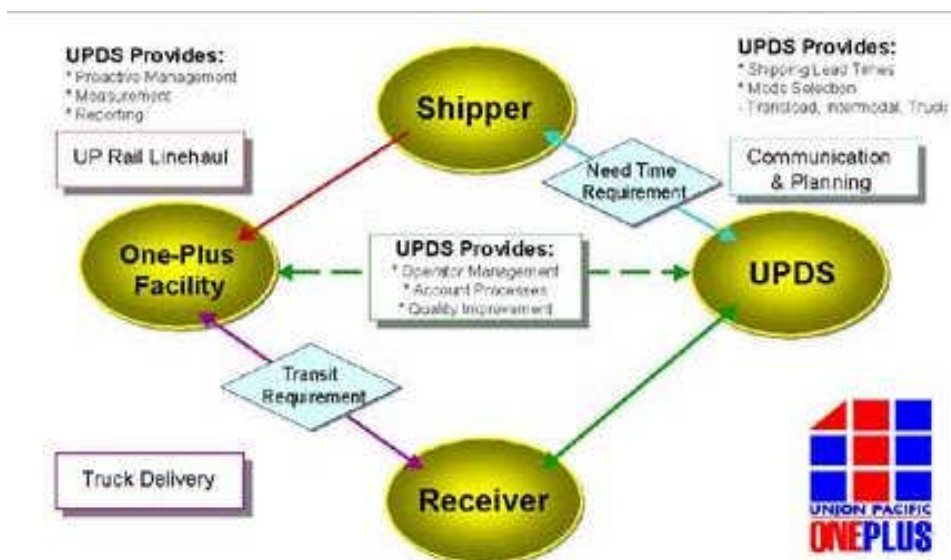 UPDS Provides:
* Proactive Management
* Measurement
* Reporting
UP Rail Linehaul
Shipper
UPDS Provides:
* Shipping Lead Times
* Mode Selection
- Transload, Intermodal, Truck
Need Time
Requirement
Communication
& Planning
One-Plus
Facility
UPDS Provides:
* Operator Management
* Account Processes
* Quality Improvement
UPDS
Transit
Requirement
Truck Delivery
Receiver
UNION PACIFIC
ONEPLUS